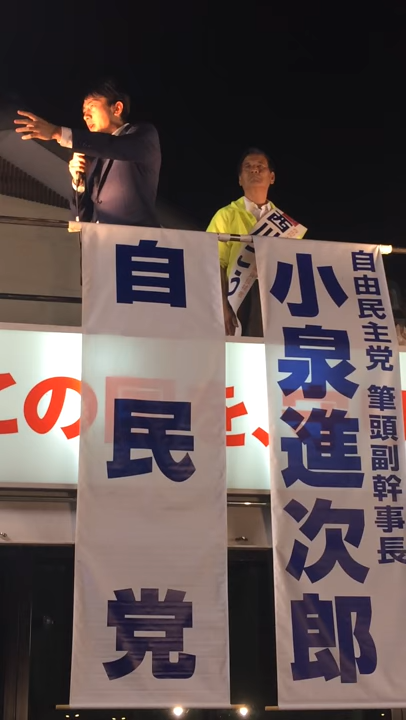 自民党
自由民主党 筆頭副幹事長
小泉進次郎
この
を、